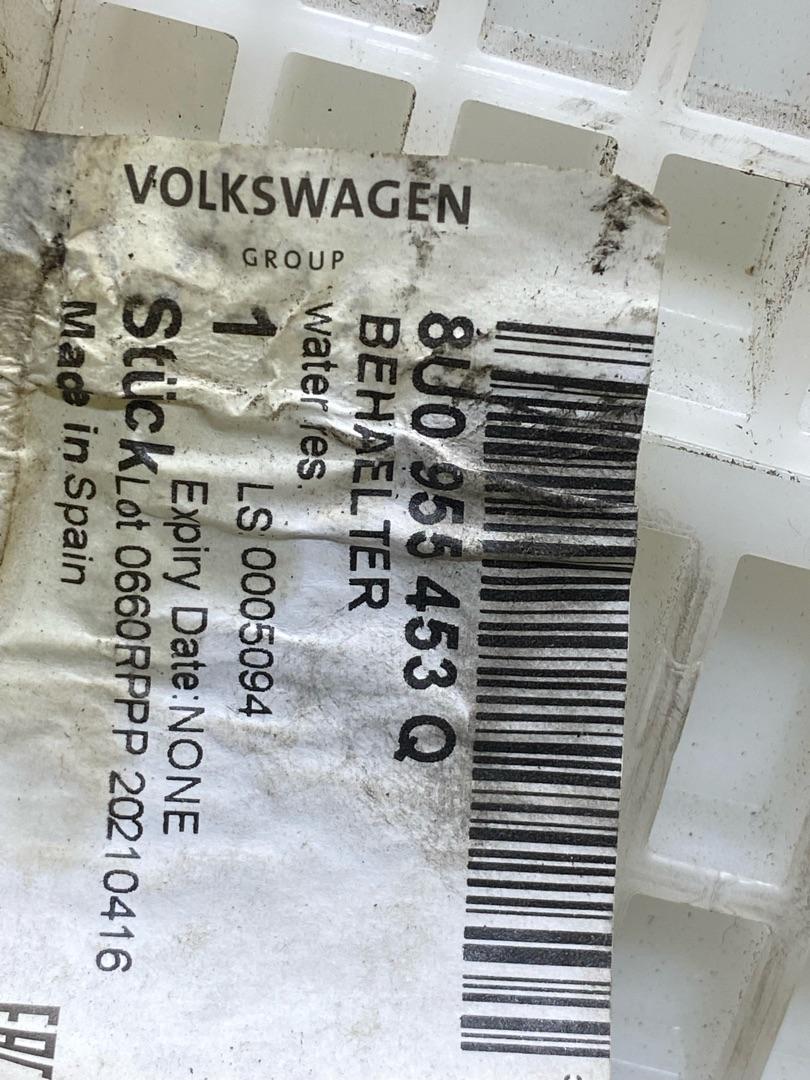 VOLKSWAGEN
GROUP
8U0 955 453 Q
BEHAELTER
water res.
1
LS 0005094
Expiry Date:NONE
Stück
Lot 0660RPPP 20210416
Made in Spain
EAC